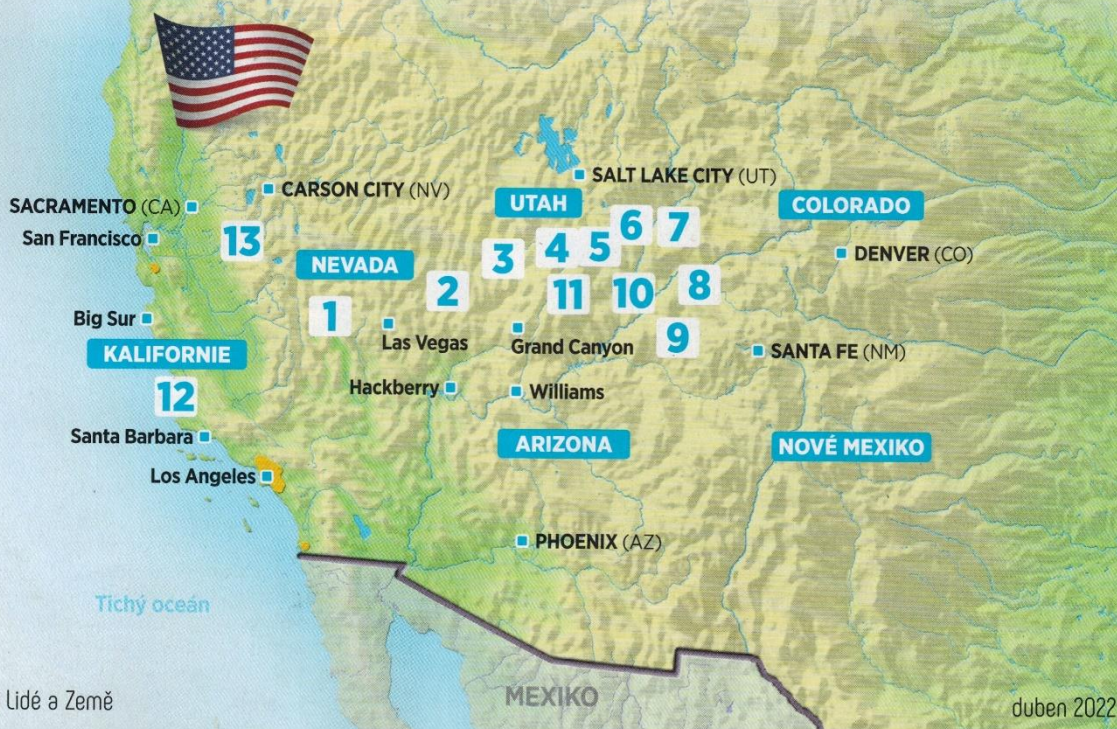 SALT LAKE CITY (UT)
CARSON CITY (NV)
UTAH
COLORADO
SACRAMENTO (CA)
6
7
San Francisco
13
4
5
NEVADA
3
DENVER (CO)
2
11
10
8
1
Big Sur
Las Vegas
Grand Canyon
9
KALIFORNIE
SANTA FE (NM)
Hackberry
Williams
12
Santa Barbara
ARIZONA
NOVÉ MEXIKO
Los Angeles
PHOENIX (AZ)
Tichý oceán
MEXIKO
Lidé a Země
duben 2022